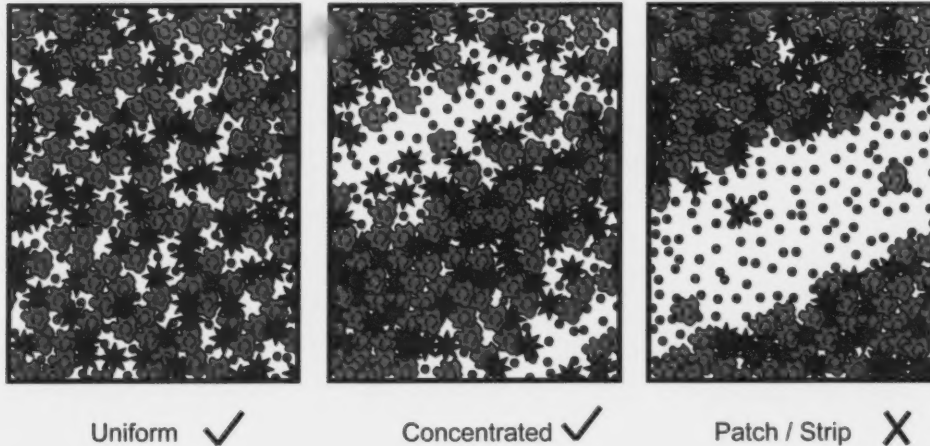 Uniform ✓ Concentrated ✓ Patch / Strip X